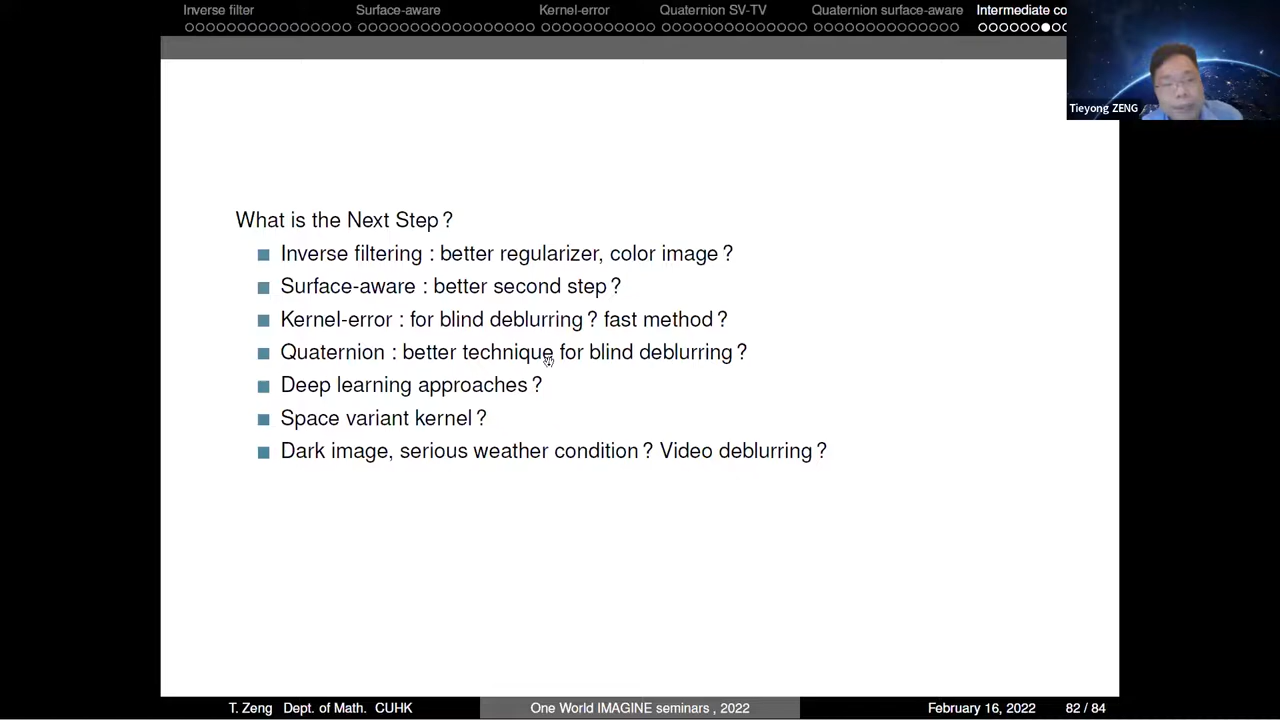 Inverse filter Surface-aware Kernel-error Quaternion SV-TV Quaternion surface-aware Intermediate co
Tieyong ZENG
What is the Next Step ?
Inverse filtering : better regularizer, color image ?
Surface-aware : better second step ?
Kernel-error : for blind deblurring ? fast method ?
Quaternion : better technique for blind deblurring ?
Deep learning approaches ?
Space variant kernel ?
Dark image, serious weather condition ? Video deblurring ?
T. Zeng Dept. of Math. CUHK One World IMAGINE seminars , 2022 February 16, 2022 82 / 84